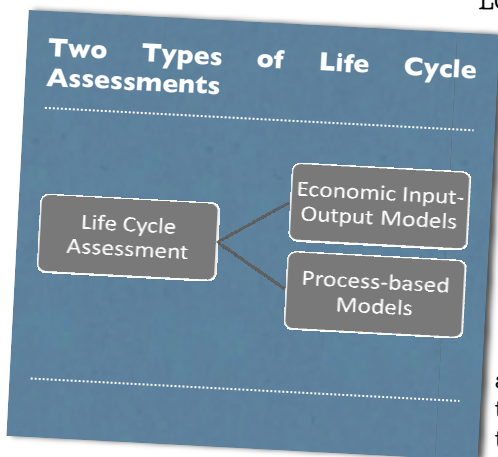 Two Types of Life Cycle
Assessments
Life Cycle
Assessment
Economic Input-
Output Models
Process-based
Models